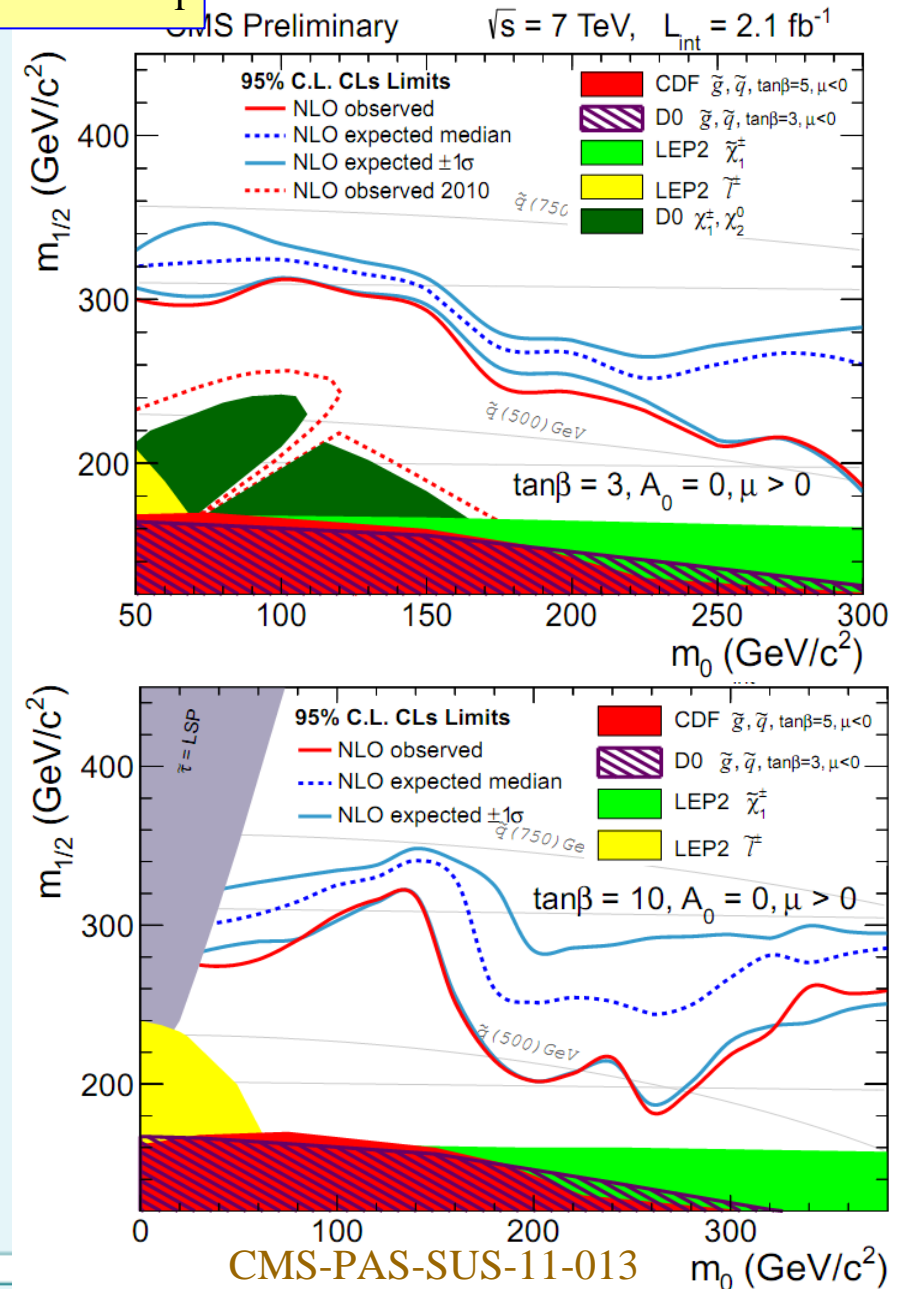 CMS Preliminary √s = 7 TeV, L_int = 2.1 fb⁻¹
m₁/₂ (GeV/c²)
95% C.L. CLs Limits
NLO observed
NLO expected median
NLO expected ±1σ
NLO observed 2010
CDF g̃, q̃, tanβ=5, μ<0
D0 g̃, q̃, tanβ=3, μ<0
LEP2 χ̃₁±
LEP2 l̃±
D0 χ₁±, χ₂⁰
q̃(750
q̃(500)GeV
tanβ = 3, A₀ = 0, μ > 0
400
300
200
50 100 150 200 250 300
m₀ (GeV/c²)
m₁/₂ (GeV/c²)
τ̃ = LSP
95% C.L. CLs Limits
NLO observed
NLO expected median
NLO expected ±1σ
CDF g̃, q̃, tanβ=5, μ<0
D0 g̃, q̃, tanβ=3, μ<0
LEP2 χ̃₁±
LEP2 l̃±
q̃(750)Ge
tanβ = 10, A₀ = 0, μ > 0
q̃(500)GeV
400
300
200
0 100 200 300
CMS-PAS-SUS-11-013 m₀ (GeV/c²)